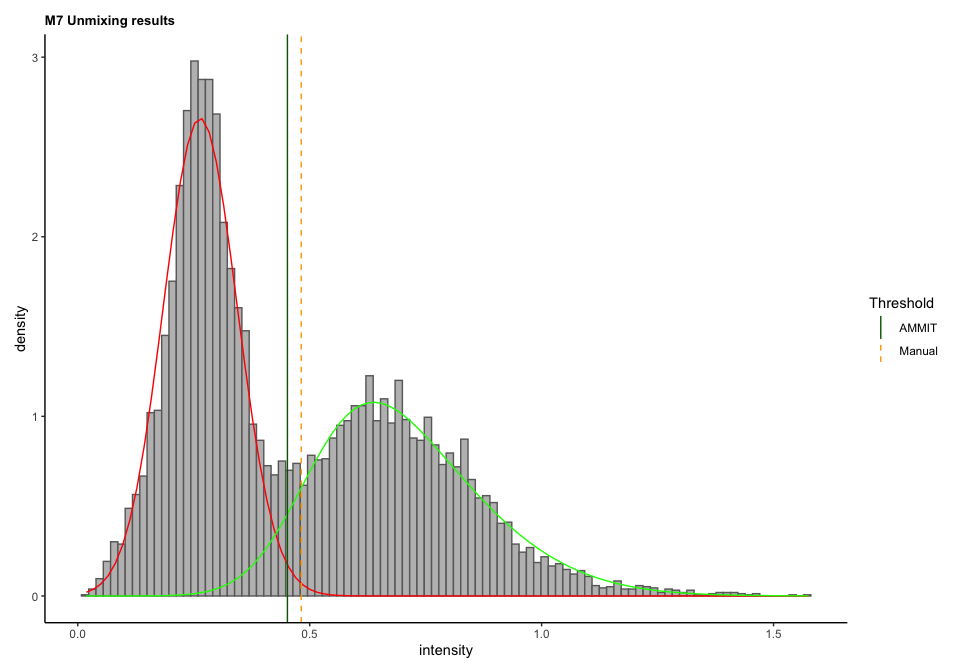 M7 Unmixing results
density
3
2
1
0
0.0
0.5
1.0
1.5
intensity
Threshold
AMMIT
Manual